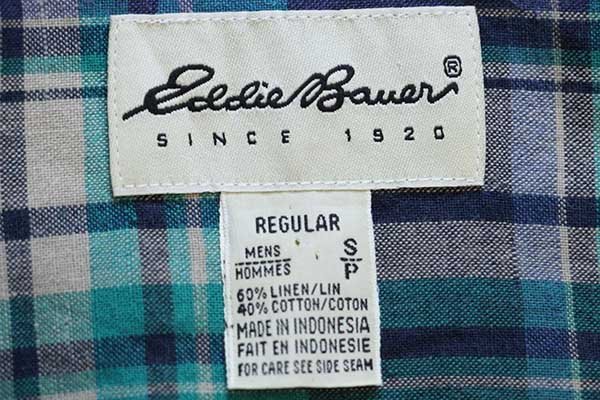 Eddie Bauer®
SINCE 1920
REGULAR
MENS S
HOMMES P
60% LINEN/LIN
40% COTTON/COTON
MADE IN INDONESIA
FAIT EN INDONESIE
FOR CARE SEE SIDE SEAM